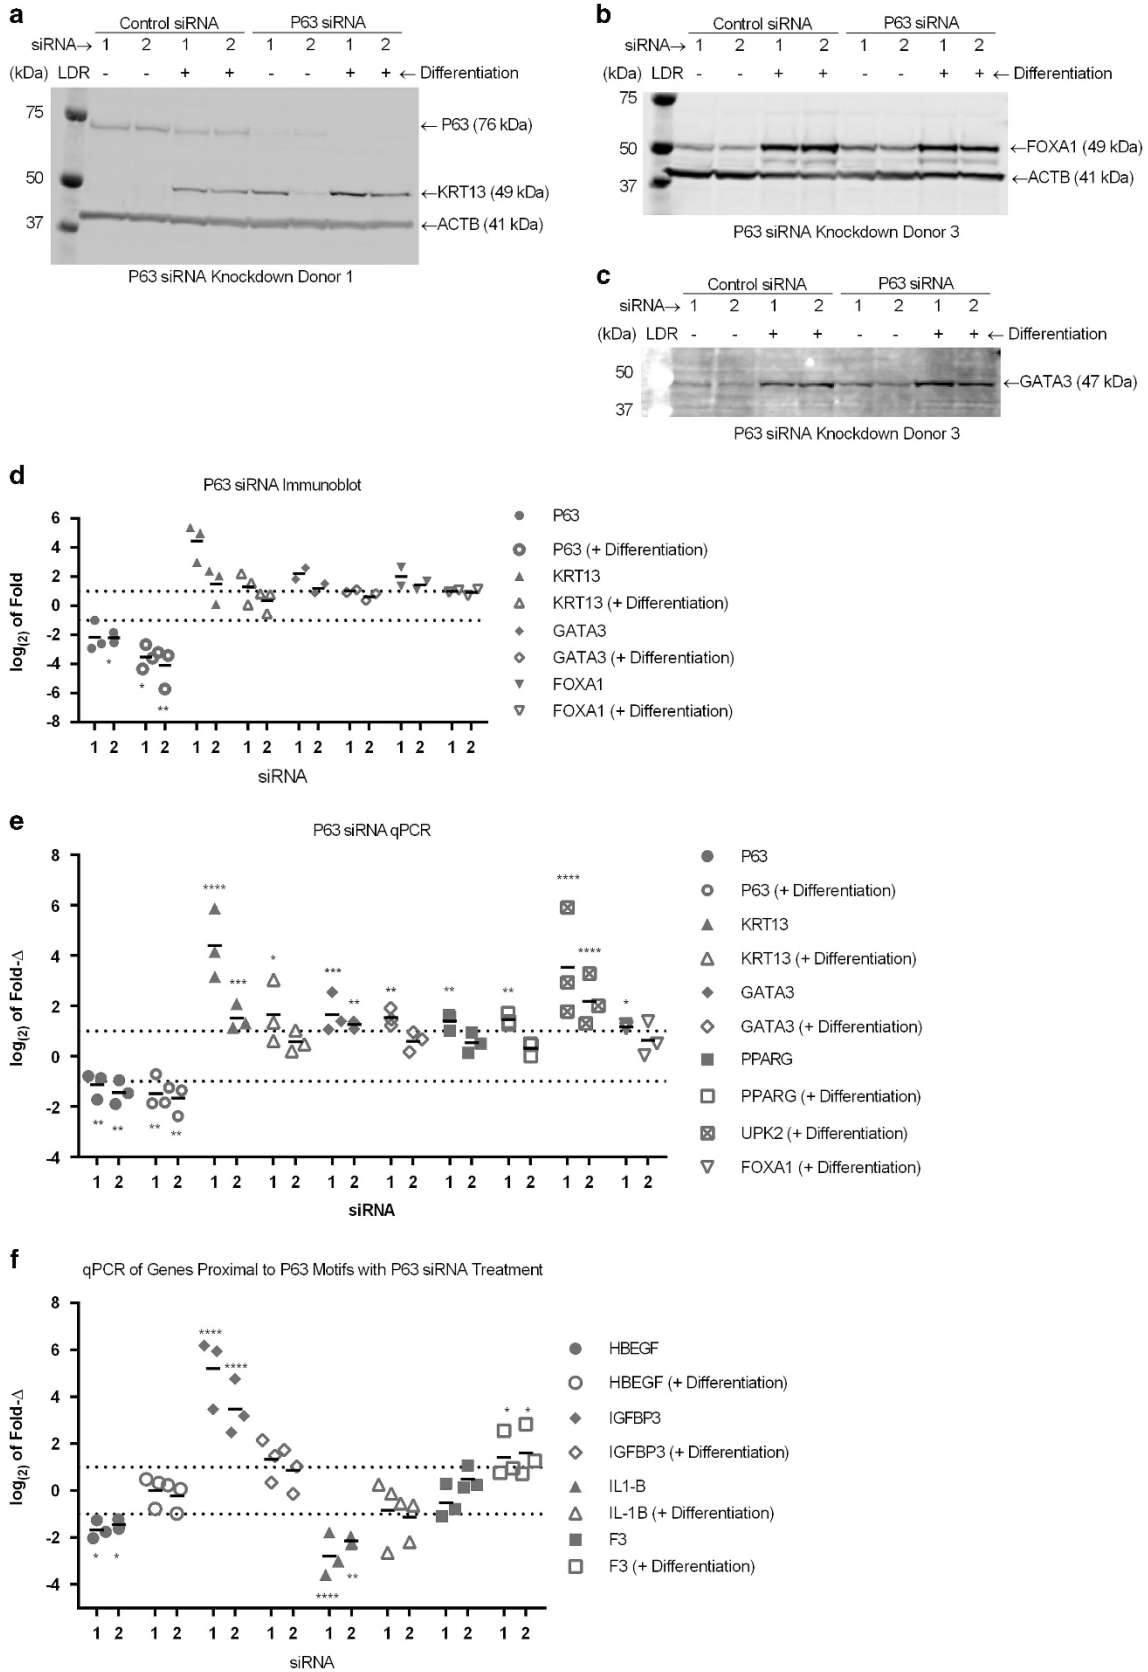 a
Control siRNA P63 siRNA
siRNA→ 1 2 1 2 1 2 1 2
(kDa) LDR - - + + - - + + ← Differentiation
75
← P63 (76 kDa)
50
←KRT13 (49 kDa)
37
←ACTB (41 kDa)
P63 siRNA Knockdown Donor 1
b
Control siRNA P63 siRNA
siRNA→ 1 2 1 2 1 2 1 2
(kDa) LDR - - + + - - + + ← Differentiation
75
50
←FOXA1 (49 kDa)
37
←ACTB (41 kDa)
P63 siRNA Knockdown Donor 3
c
Control siRNA P63 siRNA
siRNA→ 1 2 1 2 1 2 1 2
(kDa) LDR - - + + - - + + ← Differentiation
50
←GATA3 (47 kDa)
37
P63 siRNA Knockdown Donor 3
d
P63 siRNA Immunoblot
log(2) of Fold
6
4
2
0
-2
-4
-6
-8
* * **
1 2 1 2 1 2 1 2 1 2 1 2 1 2 1 2
siRNA
P63
P63 (+ Differentiation)
KRT13
KRT13 (+ Differentiation)
GATA3
GATA3 (+ Differentiation)
FOXA1
FOXA1 (+ Differentiation)
e
P63 siRNA qPCR
log(2) of Fold-Δ
8
6
4
2
0
-2
-4
** ** ** ** **** *** * *** ** ** ** ** **** **** *
1 2 1 2 1 2 1 2 1 2 1 2 1 2 1 2 1 2 1 2
siRNA
P63
P63 (+ Differentiation)
KRT13
KRT13 (+ Differentiation)
GATA3
GATA3 (+ Differentiation)
PPARG
PPARG (+ Differentiation)
UPK2 (+ Differentiation)
FOXA1 (+ Differentiation)
f
qPCR of Genes Proximal to P63 Motifs with P63 siRNA Treatment
log(2) of Fold-Δ
8
6
4
2
0
-2
-4
* * **** **** **** ** * *
1 2 1 2 1 2 1 2 1 2 1 2 1 2 1 2
siRNA
HBEGF
HBEGF (+ Differentiation)
IGFBP3
IGFBP3 (+ Differentiation)
IL1-B
IL-1B (+ Differentiation)
F3
F3 (+ Differentiation)